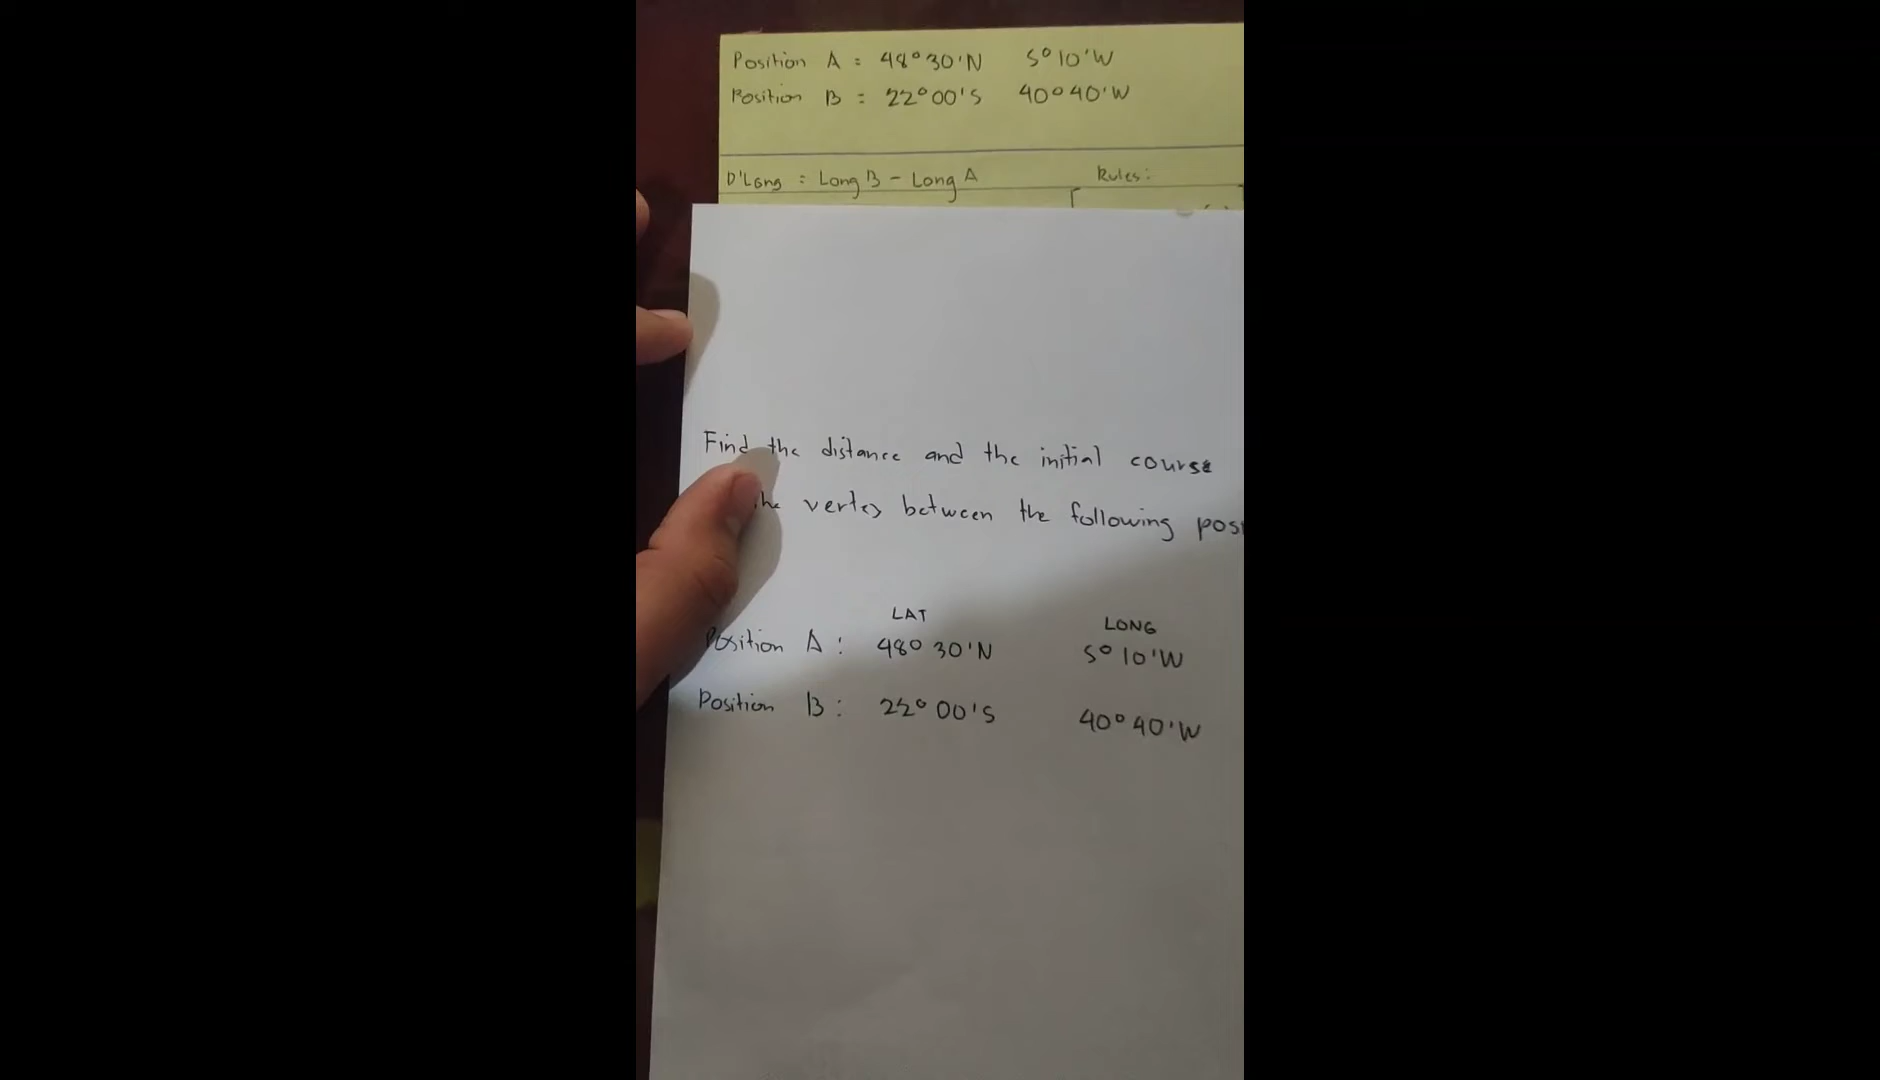 Position A : 48° 30'N 5° 10'W
Position B : 22° 00'S 40° 40'W
D'Long = Long B - Long A Rules:
Find the distance and the initial course
vertex between the following
LAT LONG
Position A : 48° 30'N 5° 10'W
Position B : 22° 00'S 40° 40'W